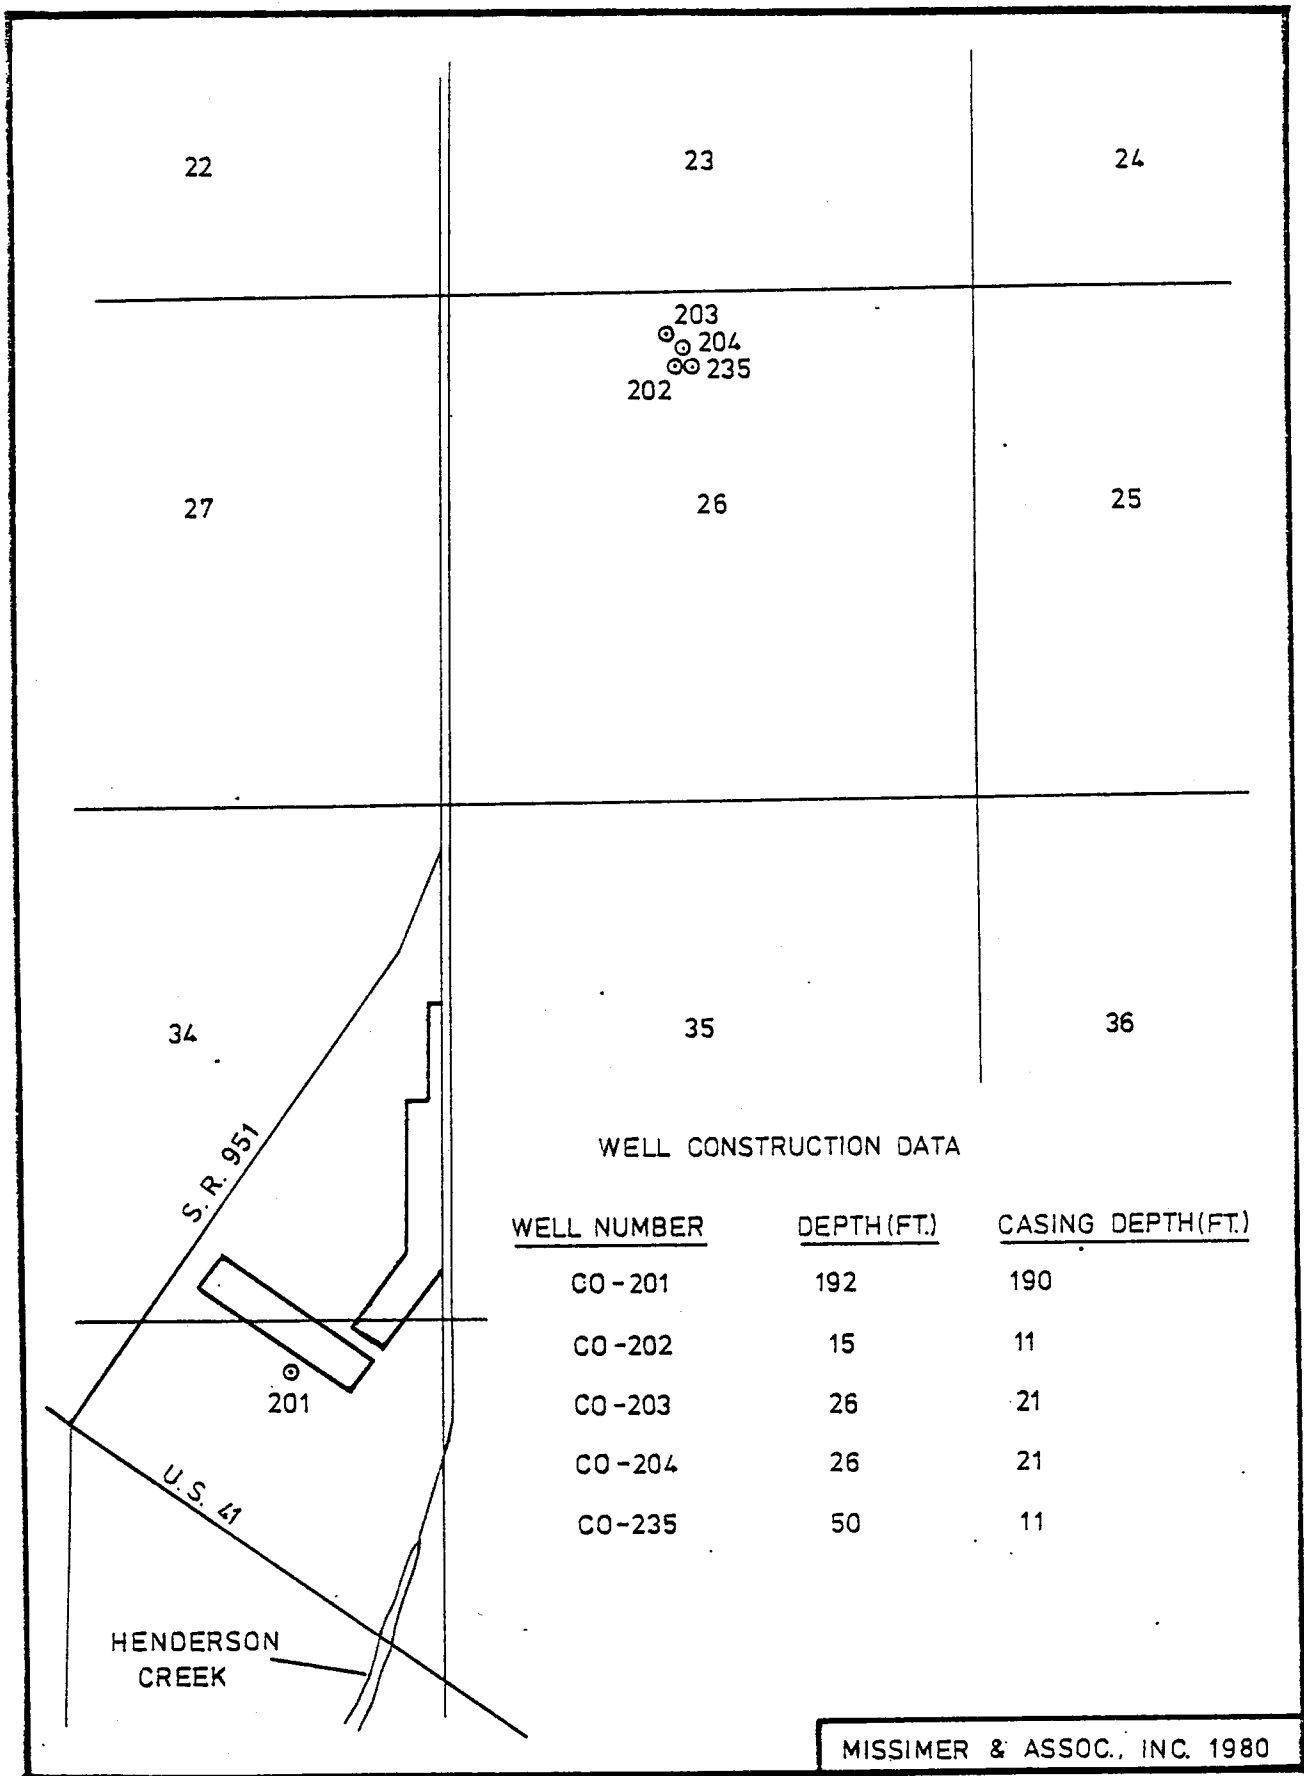 22
23
24
203
204
235
202
27
26
25
34
35
36
S. R. 951
WELL CONSTRUCTION DATA
WELL NUMBER DEPTH(FT.) CASING DEPTH(FT.)
CO-201 192 190
CO-202 15 11
CO-203 26 21
CO-204 26 21
CO-235 50 11
201
U. S. 41
HENDERSON
CREEK
MISSIMER & ASSOC., INC. 1980